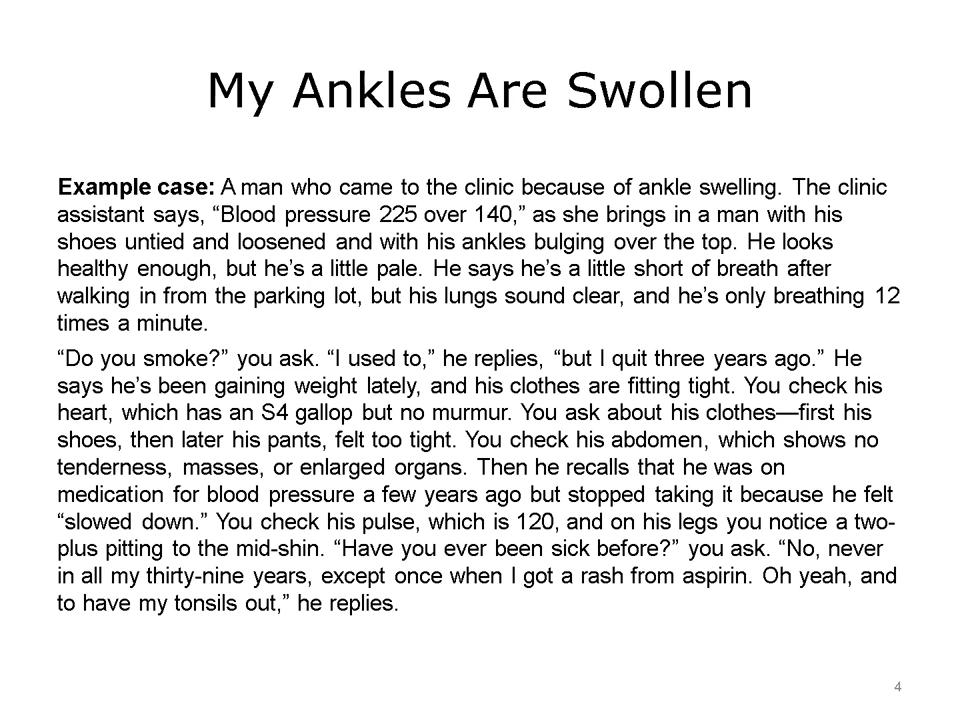 My Ankles Are Swollen
Example case: A man who came to the clinic because of ankle swelling. The clinic
assistant says, “Blood pressure 225 over 140,” as she brings in a man with his
shoes untied and loosened and with his ankles bulging over the top. He looks
healthy enough, but he’s a little pale. He says he’s a little short of breath after
walking in from the parking lot, but his lungs sound clear, and he’s only breathing 12
times a minute.
“Do you smoke?” you ask. “I used to,” he replies, “but I quit three years ago.” He
says he’s been gaining weight lately, and his clothes are fitting tight. You check his
heart, which has an S4 gallop but no murmur. You ask about his clothes—first his
shoes, then later his pants, felt too tight. You check his abdomen, which shows no
tenderness, masses, or enlarged organs. Then he recalls that he was on
medication for blood pressure a few years ago but stopped taking it because he felt
“slowed down.” You check his pulse, which is 120, and on his legs you notice a two-
plus pitting to the mid-shin. “Have you ever been sick before?” you ask. “No, never
in all my thirty-nine years, except once when I got a rash from aspirin. Oh yeah, and
to have my tonsils out,” he replies.
4